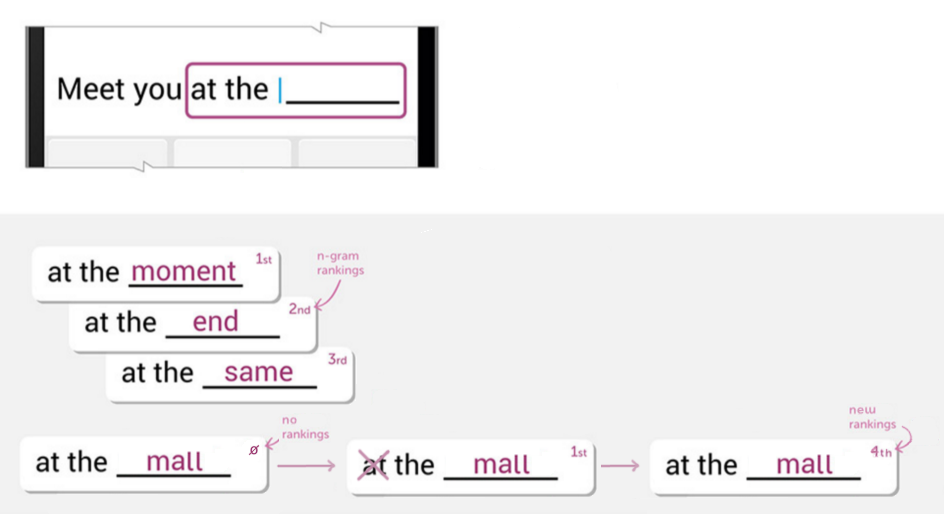 Meet you at the
at the moment 1st
n-gram
rankings
at the end 2nd
at the same 3rd
no
rankings
at the mall ø
at the mall 1st
new
rankings
at the mall 4th